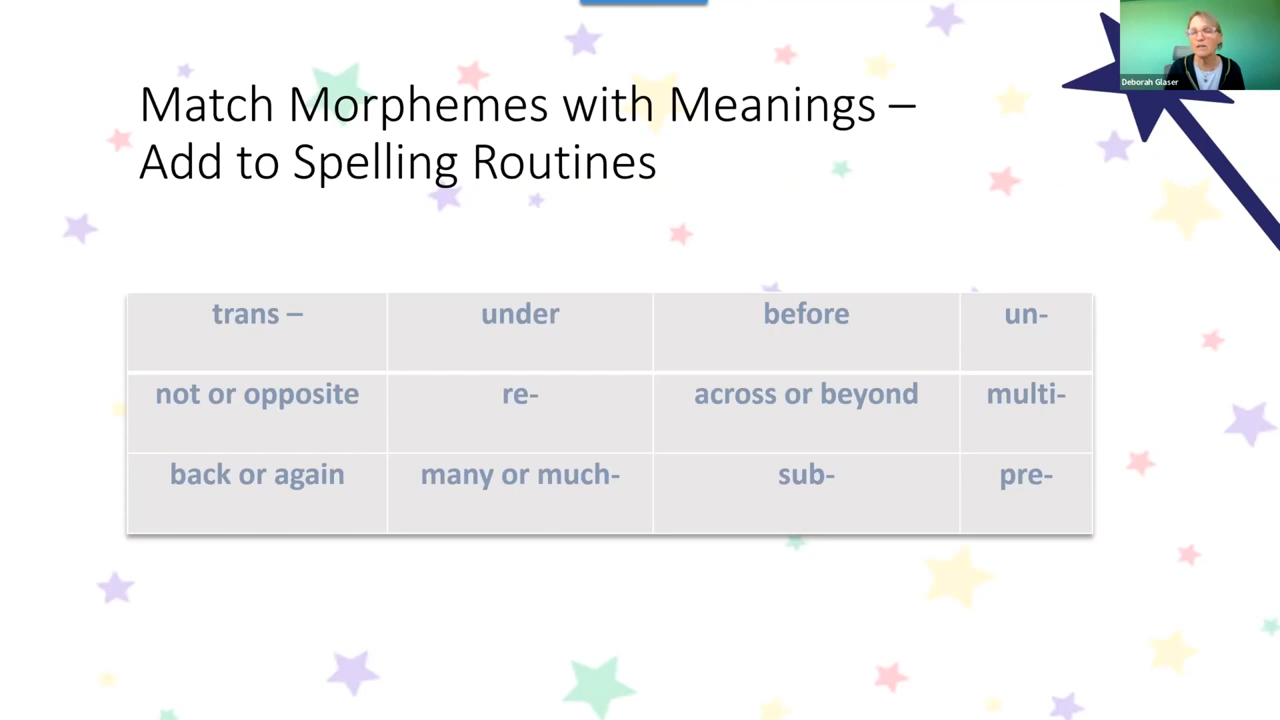 Deborah Glaser
Match Morphemes with Meanings –
Add to Spelling Routines
trans – under before un-
not or opposite re- across or beyond multi-
back or again many or much- sub- pre-